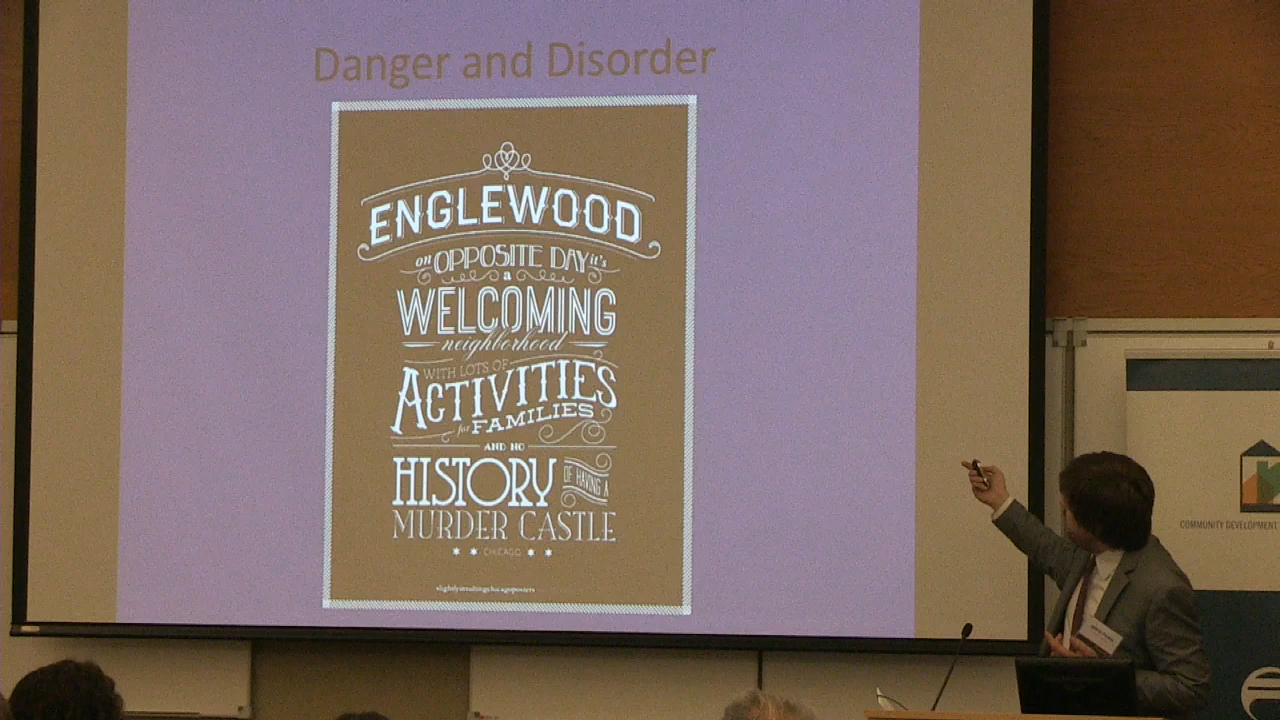 Danger and Disorder
ENGLEWOOD
on OPPOSITE DAY it's
a
WELCOMING
neighborhood
WITH LOTS OF
ACTIVITIES
for FAMILIES
AND NO
HISTORY OF HAVING A
MURDER CASTLE
CHICAGO
slightlyinsultingchicagoposters
COMMUNITY DEVELOPMENT